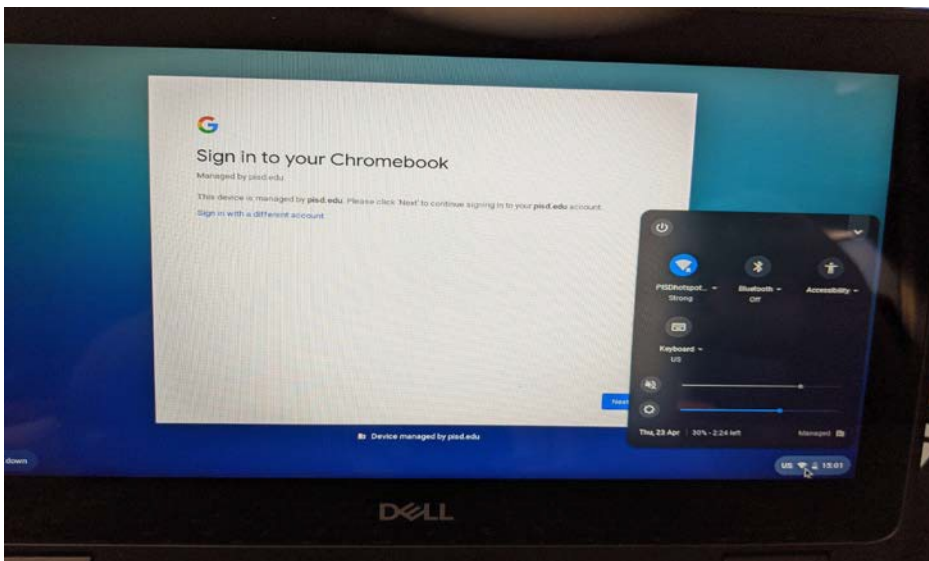 Sign in to your Chromebook
Managed by pisd.edu
This device is managed by pisd.edu. Please click 'Next' to continue signing in to your pisd.edu account.
Sign in with a different account
Next
PISDhotspot...
Strong
Bluetooth
Off
Accessibility
Keyboard
US
Thu, 23 Apr
30% - 2:24 left
Managed
Device managed by pisd.edu
down
US 15:01
DELL